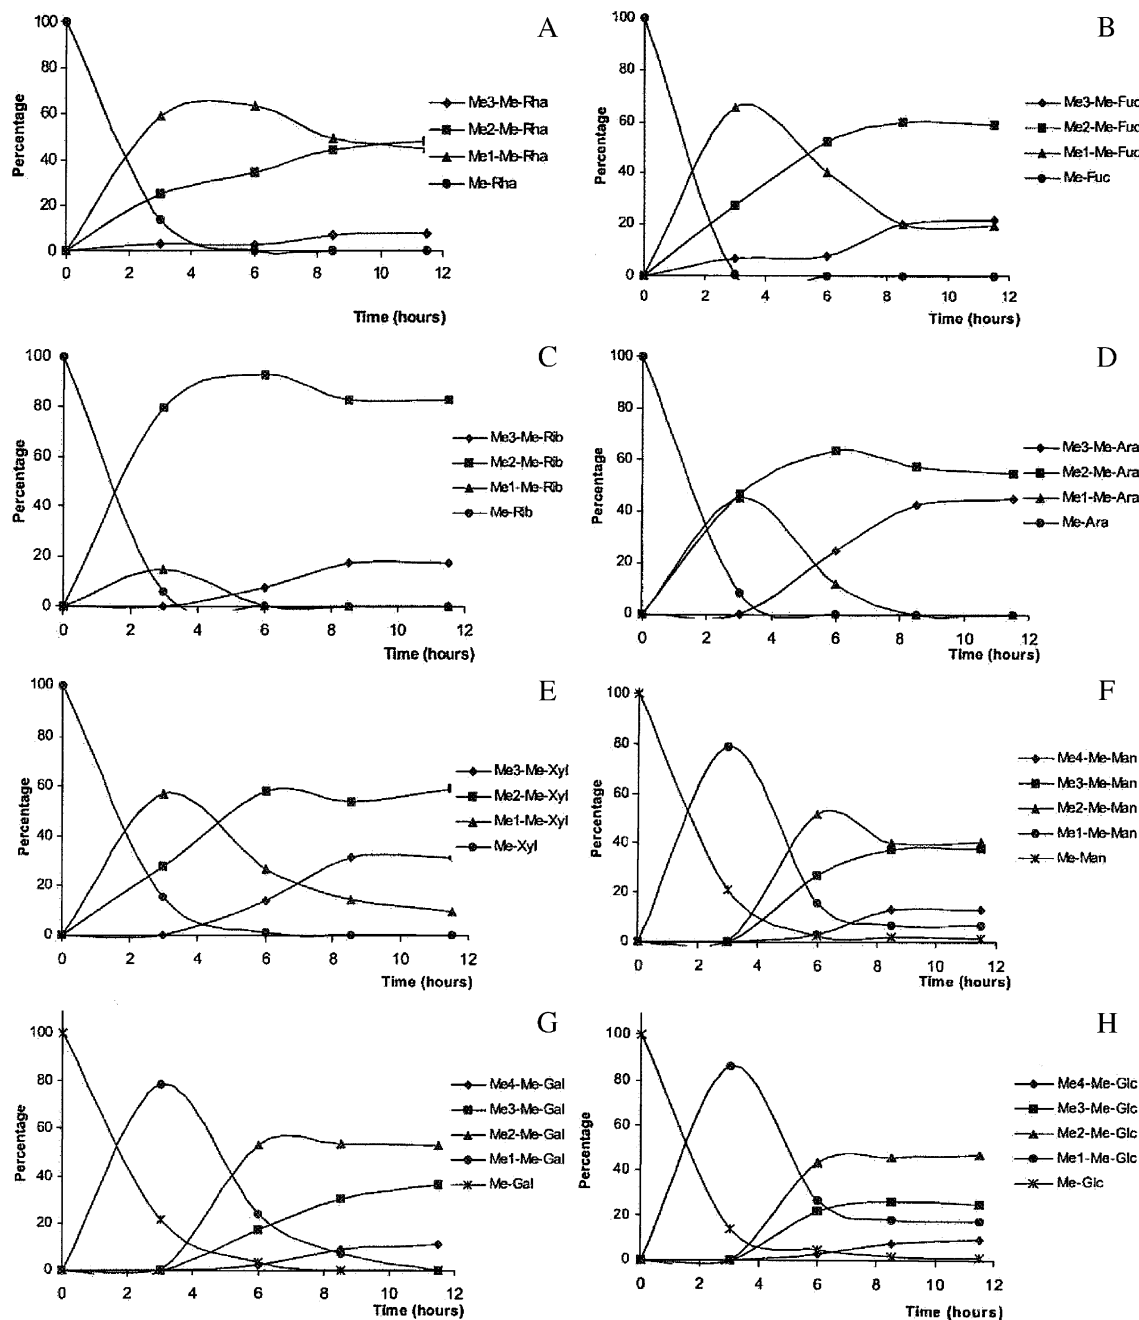 A
100
80
60
40
20
0
Percentage
0 2 4 6 8 10 12
Time (hours)
Me3-Me-Rha
Me2-Me-Rha
Me1-Me-Rha
Me-Rha
B
100
80
60
40
20
0
Percentage
0 2 4 6 8 10 12
Time (hours)
Me3-Me-Fuc
Me2-Me-Fuc
Me1-Me-Fuc
Me-Fuc
C
100
80
60
40
20
0
Percentage
0 2 4 6 8 10 12
Time (hours)
Me3-Me-Rib
Me2-Me-Rib
Me1-Me-Rib
Me-Rib
D
100
80
60
40
20
0
Percentage
0 2 4 6 8 10 12
Time (hours)
Me3-Me-Ara
Me2-Me-Ara
Me1-Me-Ara
Me-Ara
E
100
80
60
40
20
0
Percentage
0 2 4 6 8 10 12
Time (hours)
Me3-Me-Xyl
Me2-Me-Xyl
Me1-Me-Xyl
Me-Xyl
F
100
80
60
40
20
0
Percentage
0 2 4 6 8 10 12
Time (hours)
Me4-Me-Man
Me3-Me-Man
Me2-Me-Man
Me1-Me-Man
Me-Man
G
100
80
60
40
20
0
Percentage
0 2 4 6 8 10 12
Time (hours)
Me4-Me-Gal
Me3-Me-Gal
Me2-Me-Gal
Me1-Me-Gal
Me-Gal
H
100
80
60
40
20
0
Percentage
0 2 4 6 8 10 12
Time (hours)
Me4-Me-Glc
Me3-Me-Glc
Me2-Me-Glc
Me1-Me-Glc
Me-Glc